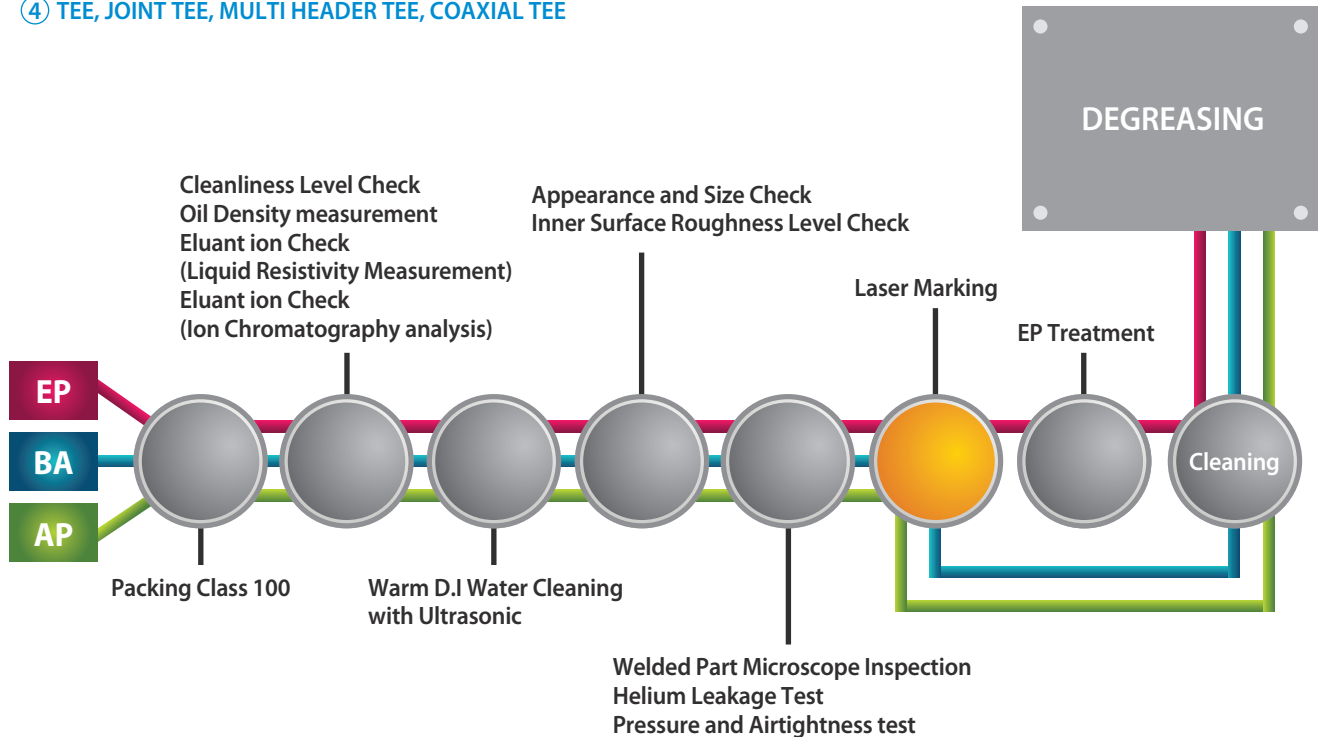 ④ TEE, JOINT TEE, MULTI HEADER TEE, COAXIAL TEE
DEGREASING
Cleanliness Level Check
Oil Density measurement
Eluant ion Check
(Liquid Resistivity Measurement)
Eluant ion Check
(Ion Chromatography analysis)
Appearance and Size Check
Inner Surface Roughness Level Check
Laser Marking
EP Treatment
EP
BA
AP
Cleaning
Packing Class 100
Warm D.I Water Cleaning
with Ultrasonic
Welded Part Microscope Inspection
Helium Leakage Test
Pressure and Airtightness test